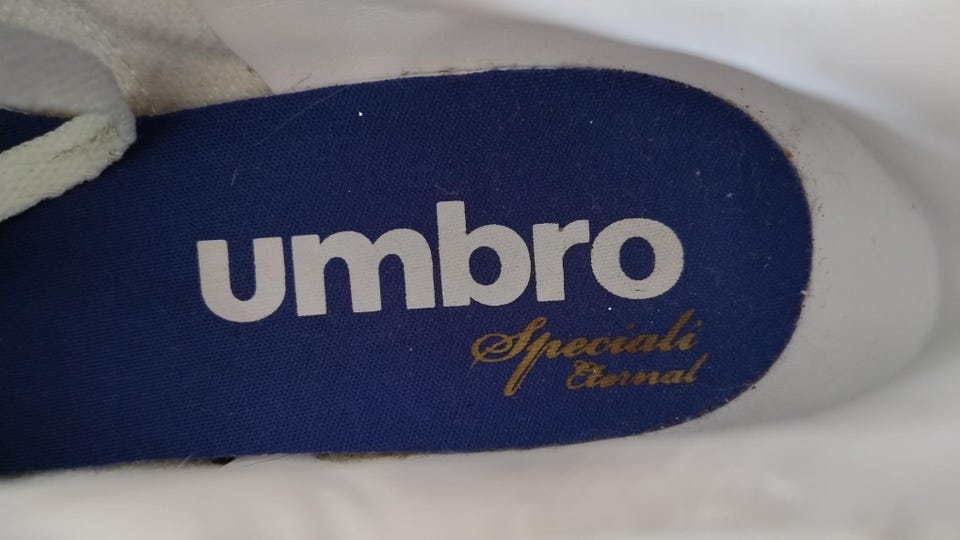 umbro
Speciali
Eternal